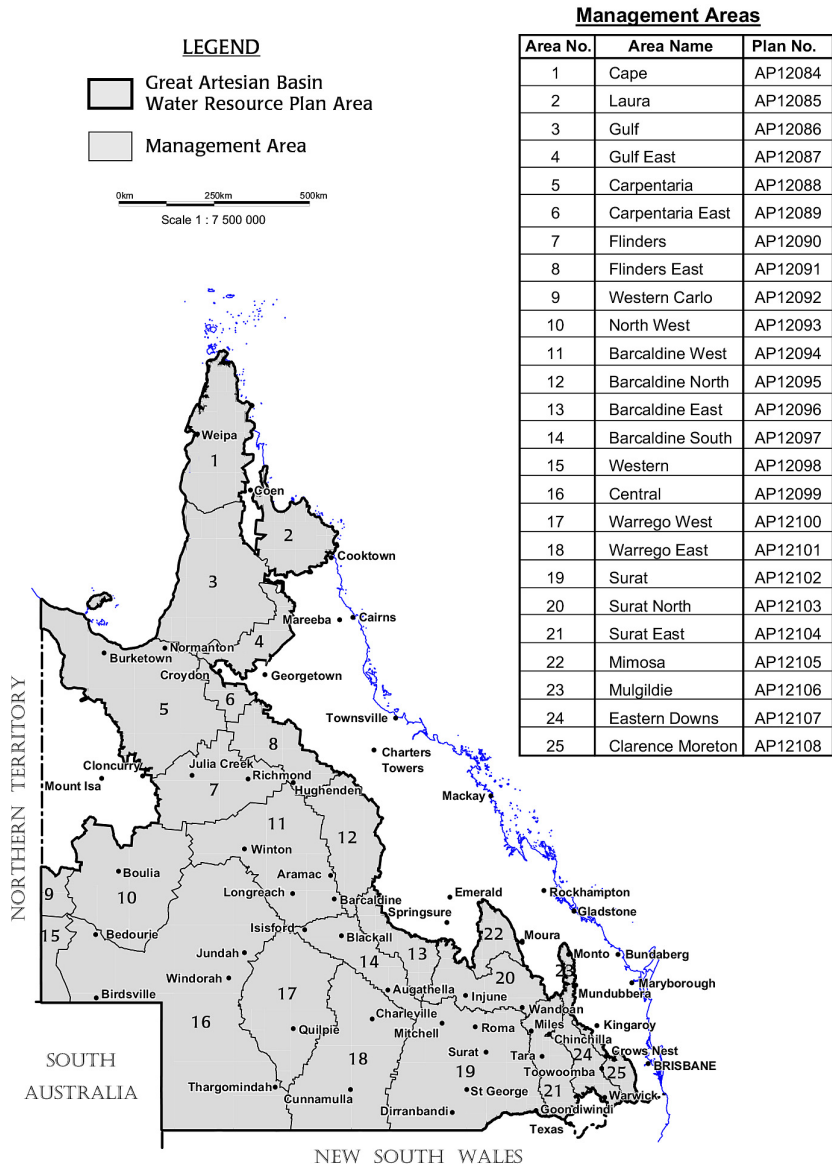 Management Areas
Area No. Area Name Plan No.
1 Cape AP12084
2 Laura AP12085
3 Gulf AP12086
4 Gulf East AP12087
5 Carpentaria AP12088
6 Carpentaria East AP12089
7 Flinders AP12090
8 Flinders East AP12091
9 Western Carlo AP12092
10 North West AP12093
11 Barcaldine West AP12094
12 Barcaldine North AP12095
13 Barcaldine East AP12096
14 Barcaldine South AP12097
15 Western AP12098
16 Central AP12099
17 Warrego West AP12100
18 Warrego East AP12101
19 Surat AP12102
20 Surat North AP12103
21 Surat East AP12104
22 Mimosa AP12105
23 Mulgildie AP12106
24 Eastern Downs AP12107
25 Clarence Moreton AP12108
LEGEND
Great Artesian Basin
Water Resource Plan Area
Management Area
0km 250km 500km
Scale 1 : 7 500 000
Weipa
1
Coen
2
Cooktown
3
Mareeba
Cairns
4
Normanton
Burketown
Croydon
Georgetown
6
5
Townsville
8
Charters
Towers
Julia Creek
Cloncurry
Richmond
Mount Isa
7
Hughenden
Mackay
11
12
Winton
Boulia
Aramac
10
9
Longreach
Barcaldine
Emerald
Rockhampton
Springsure
Gladstone
Isisford
Blackall
22
Moura
15
Bedourie
Jundah
13
Monto
Bundaberg
14
23
Windorah
20
Maryborough
Augathella
Injune
Mundubbera
Birdsville
17
Wandoan
16
Charleville
Mitchell
Roma
Miles
Kingaroy
Quilpie
Chinchilla
18
Surat
Tara
24
Crows Nest
BRISBANE
19
Toowoomba
25
Thargomindah
Cunnamulla
St George
21
Warwick
Dirranbandi
Goondiwindi
Texas
NORTHERN TERRITORY
SOUTH
AUSTRALIA
NEW SOUTH WALES